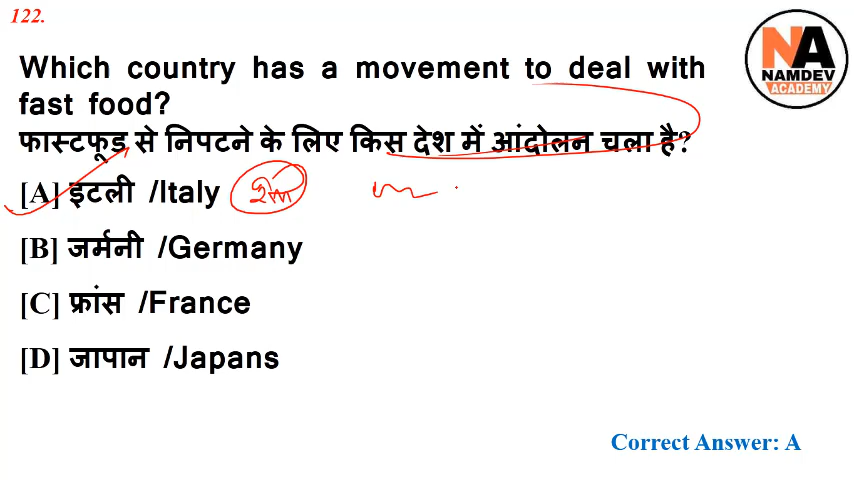 122.
NA
NAMDEV
ACADEMY
Which country has a movement to deal with
fast food?
फास्टफूड से निपटने के लिए किस देश में आंदोलन चला है?
[A] इटली /Italy
[B] जर्मनी /Germany
[C] फ्रांस /France
[D] जापान /Japans
Correct Answer: A